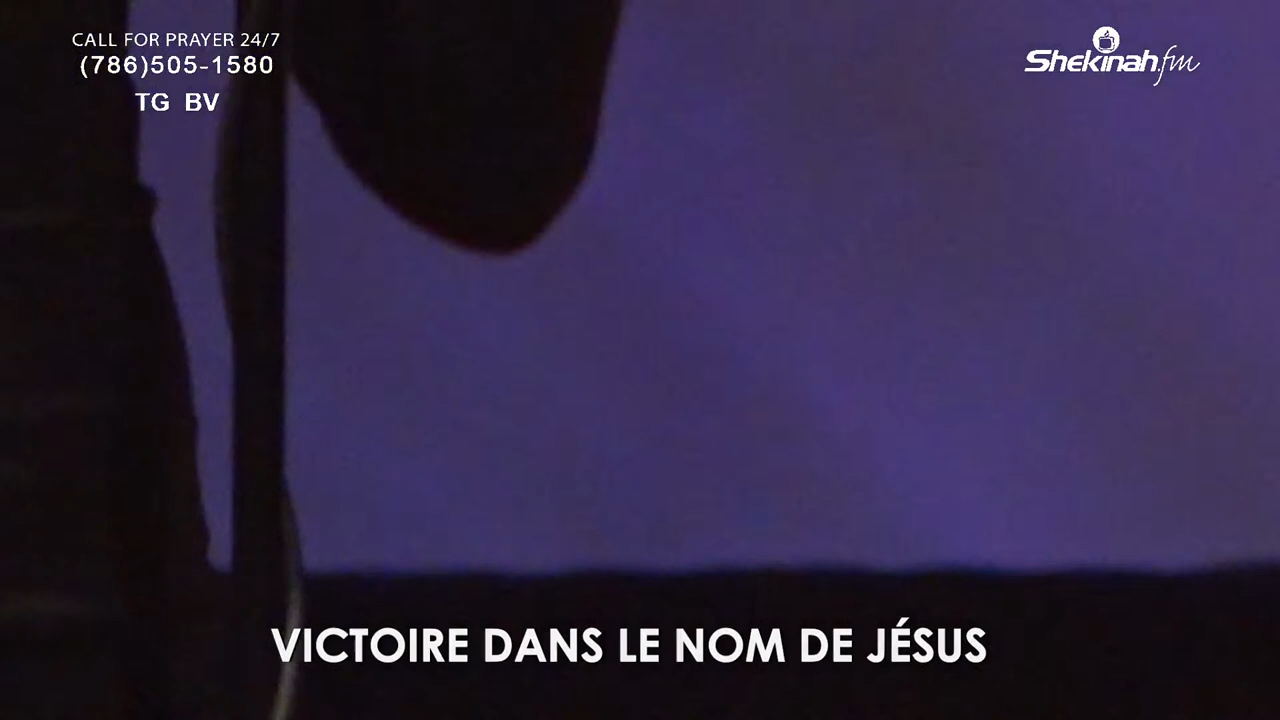 CALL FOR PRAYER 24/7
(786)505-1580
TG BV
Shekinah.fm
VICTOIRE DANS LE NOM DE JÉSUS